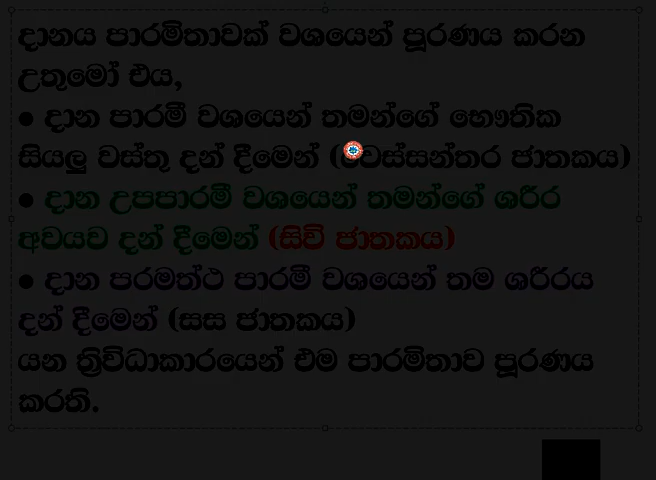 දානය පාරමිතාවක් වශයෙන් පූරණය කරන
උතුමෝ එය,
● දාන පාරමී වශයෙන් තමන්ගේ භෞතික
සියලු වස්තු දන් දීමෙන් (වෙස්සන්තර ජාතකය)
● දාන උපපාරමී වශයෙන් තමන්ගේ ශරීර
අවයව දන් දීමෙන් (සිවි ජාතකය)
● දාන පරමත්ථ පාරමී වශයෙන් තම ශරීරය
දන් දීමෙන් (සස ජාතකය)
යන ත්‍රිවිධාකාරයෙන් එම පාරමිතාව පූරණය
කරති.